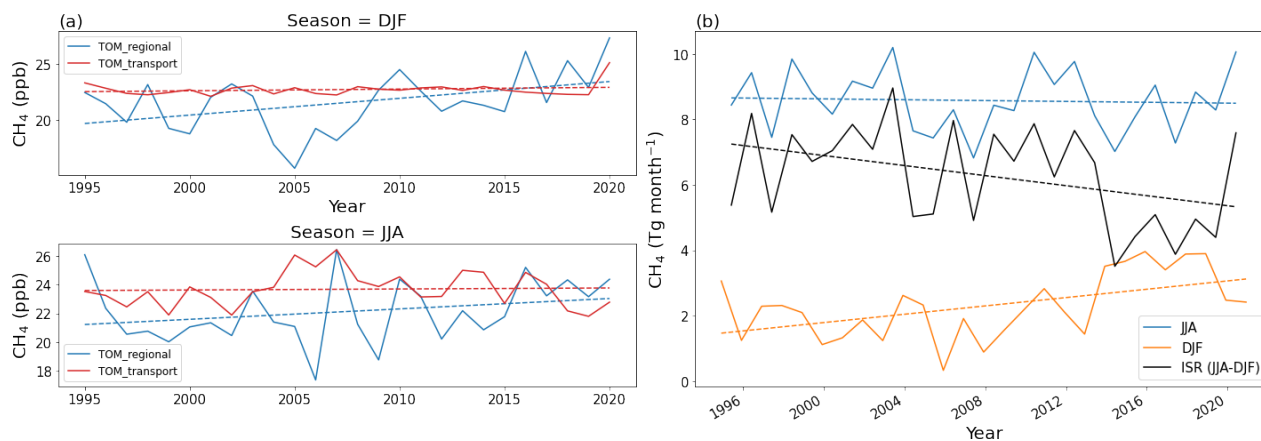 (a)
Season = DJF
CH₄ (ppb)
25
20
TOM_regional
TOM_transport
1995
2000
2005
2010
2015
2020
Year
Season = JJA
CH₄ (ppb)
26
24
22
20
18
TOM_regional
TOM_transport
1995
2000
2005
2010
2015
2020
(b)
CH₄ (Tg month⁻¹)
10
8
6
4
2
0
JJA
DJF
ISR (JJA-DJF)
1996
2000
2004
2008
2012
2016
2020
Year